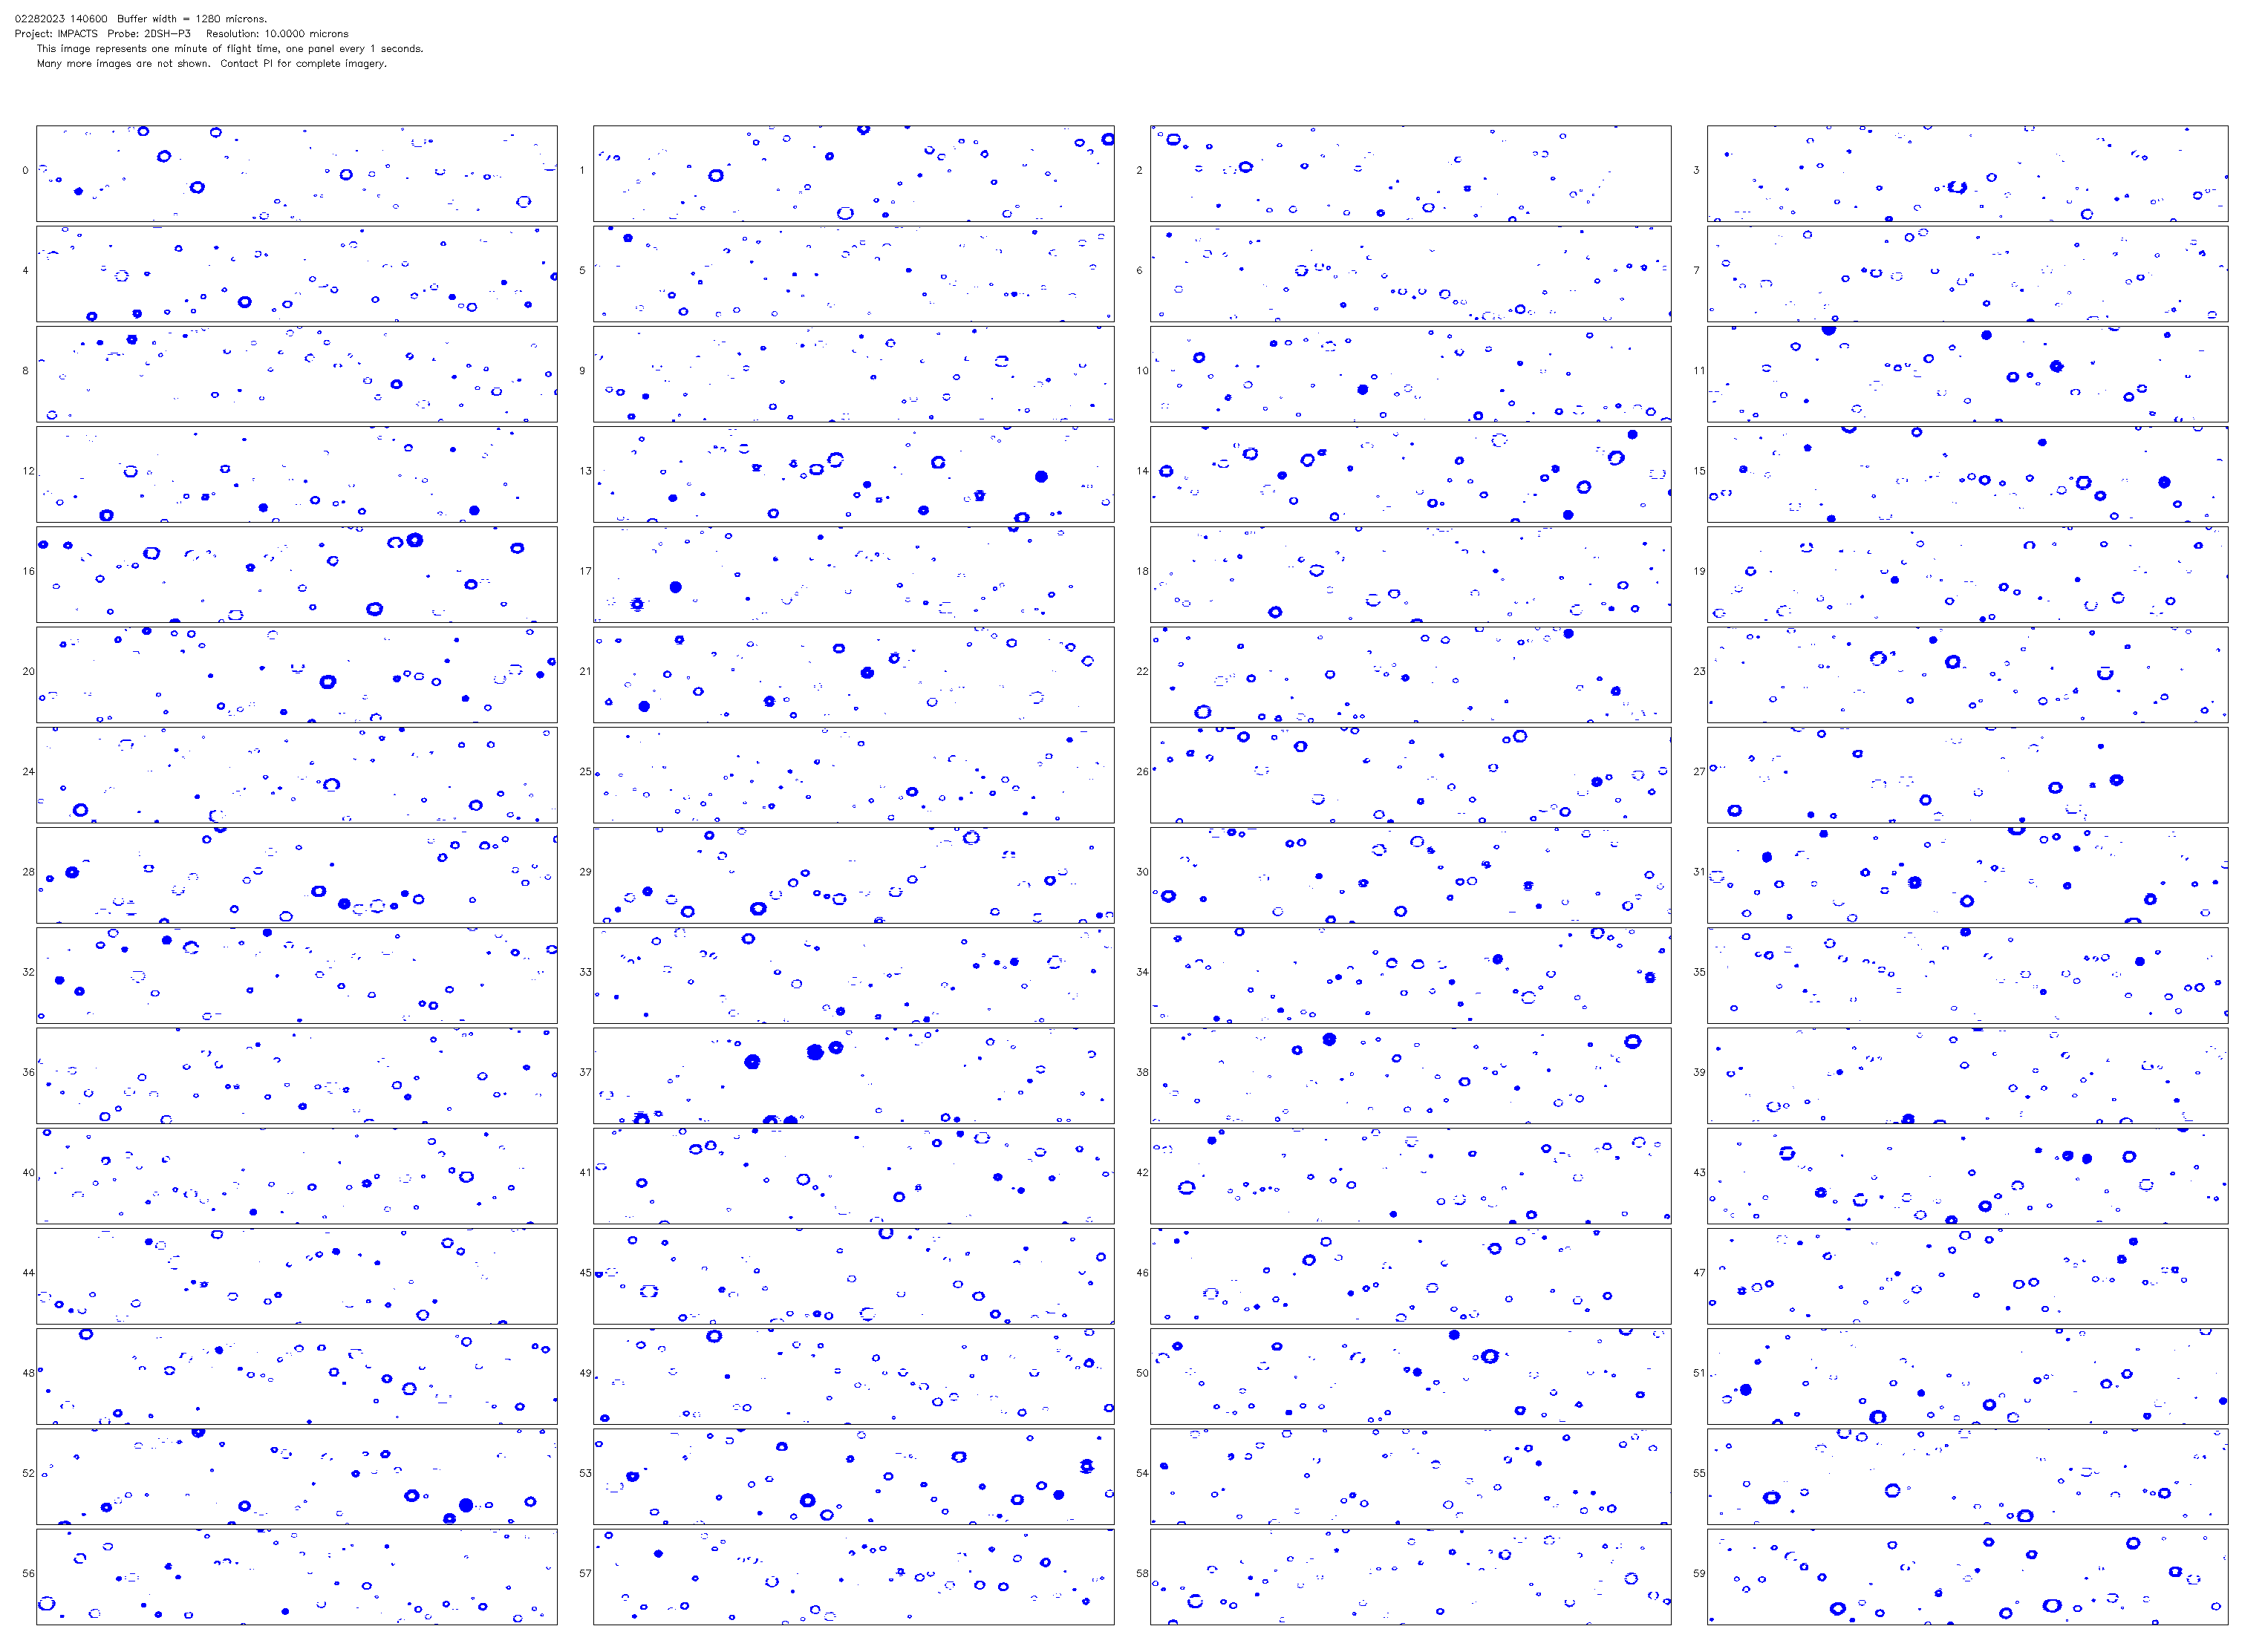 02282023 140600 Buffer width = 1280 microns.
Project: IMPACTS Probe: 2DSH-P3 Resolution: 10.0000 microns
This image represents one minute of flight time, one panel every 1 seconds.
Many more images are not shown. Contact PI for complete imagery.
0 1 2 3
4 5 6 7
8 9 10 11
12 13 14 15
16 17 18 19
20 21 22 23
24 25 26 27
28 29 30 31
32 33 34 35
36 37 38 39
40 41 42 43
44 45 46 47
48 49 50 51
52 53 54 55
56 57 58 59